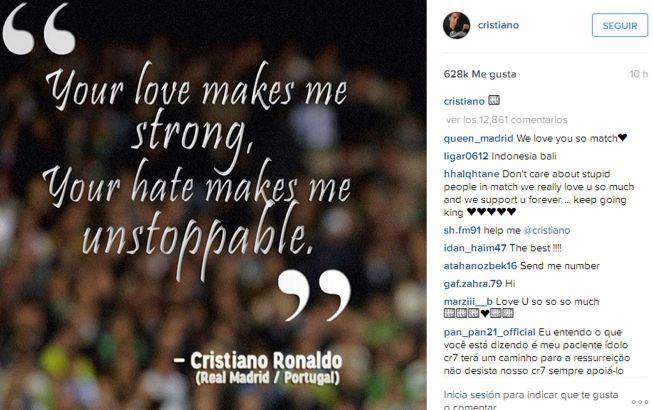 “
Your love makes me
strong,
Your hate makes me
unstoppable.
”
– Cristiano Ronaldo
(Real Madrid / Portugal)
cristiano
SEGUIR
628k Me gusta
10 h
cristiano
ver los 12,861 comentarios
queen_madrid We love you so match♥
ligar0612 Indonesia bali
hhalqhtane Don't care about stupid
people in match we really love u so much
and we support u forever ... keep going
king ♥♥♥♥♥
sh.fm91 help me @cristiano
idan_haim47 The best !!!!
atahanozbek16 Send me number
gaf.zahra.79 Hi
marziii__b Love U so so so much
♥
pan_pan21_official Eu entendo o que
você está dizendo é meu paciente ídolo
cr7 terá um caminho para a ressurreição
não desista nosso cr7 sempre apoiá-lo
Inicia sesión para indicar que te gusta
o comentar.